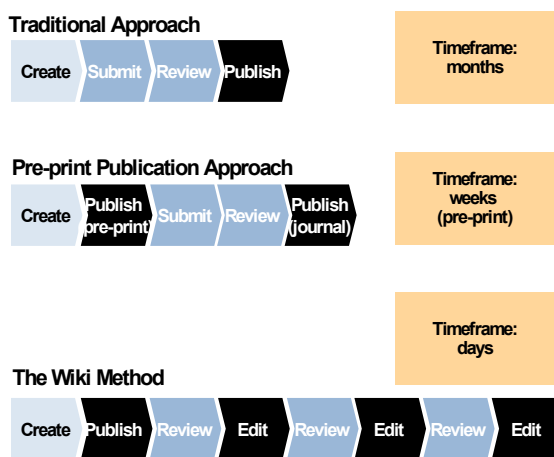 Traditional Approach
Create Submit Review Publish
Timeframe:
months
Pre-print Publication Approach
Create Publish (pre-print) Submit Review Publish (journal)
Timeframe:
weeks
(pre-print)
Timeframe:
days
The Wiki Method
Create Publish Review Edit Review Edit Review Edit